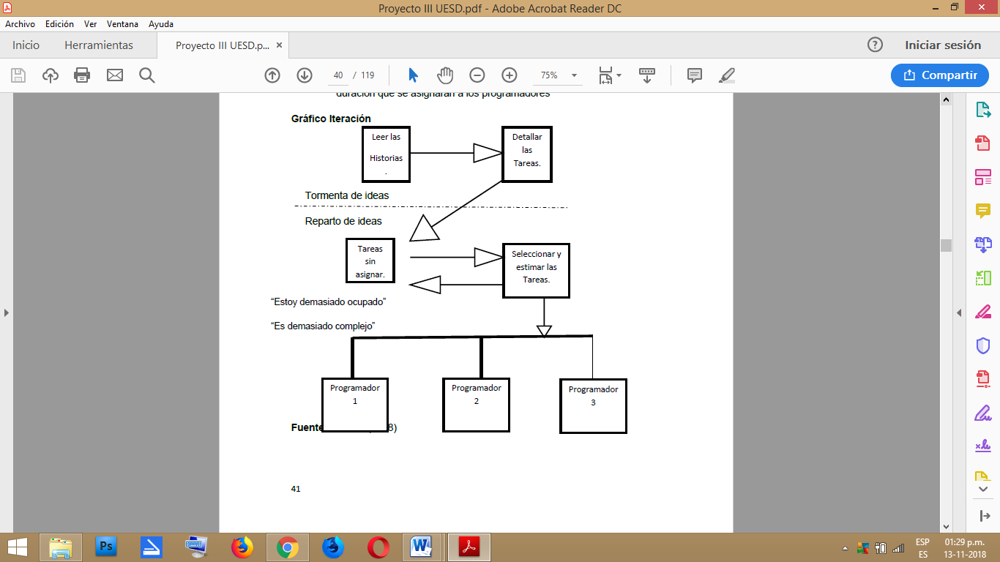 Proyecto III UESD.pdf - Adobe Acrobat Reader DC
Archivo Edición Ver Ventana Ayuda
Inicio Herramientas Proyecto III UESD.p... × ? Iniciar sesión
40 / 119 75% Compartir
duración que se asignarán a los programadores
Gráfico Iteración
Leer las
Historias
.
Detallar
las
Tareas.
Tormenta de ideas
Reparto de ideas
Tareas
sin
asignar.
Seleccionar y
estimar las
Tareas.
“Estoy demasiado ocupado”
“Es demasiado complejo”
Programador
1
Programador
2
Programador
3
Fuente 8)
41
Ps
W
ESP
ES
01:29 p.m.
13-11-2018